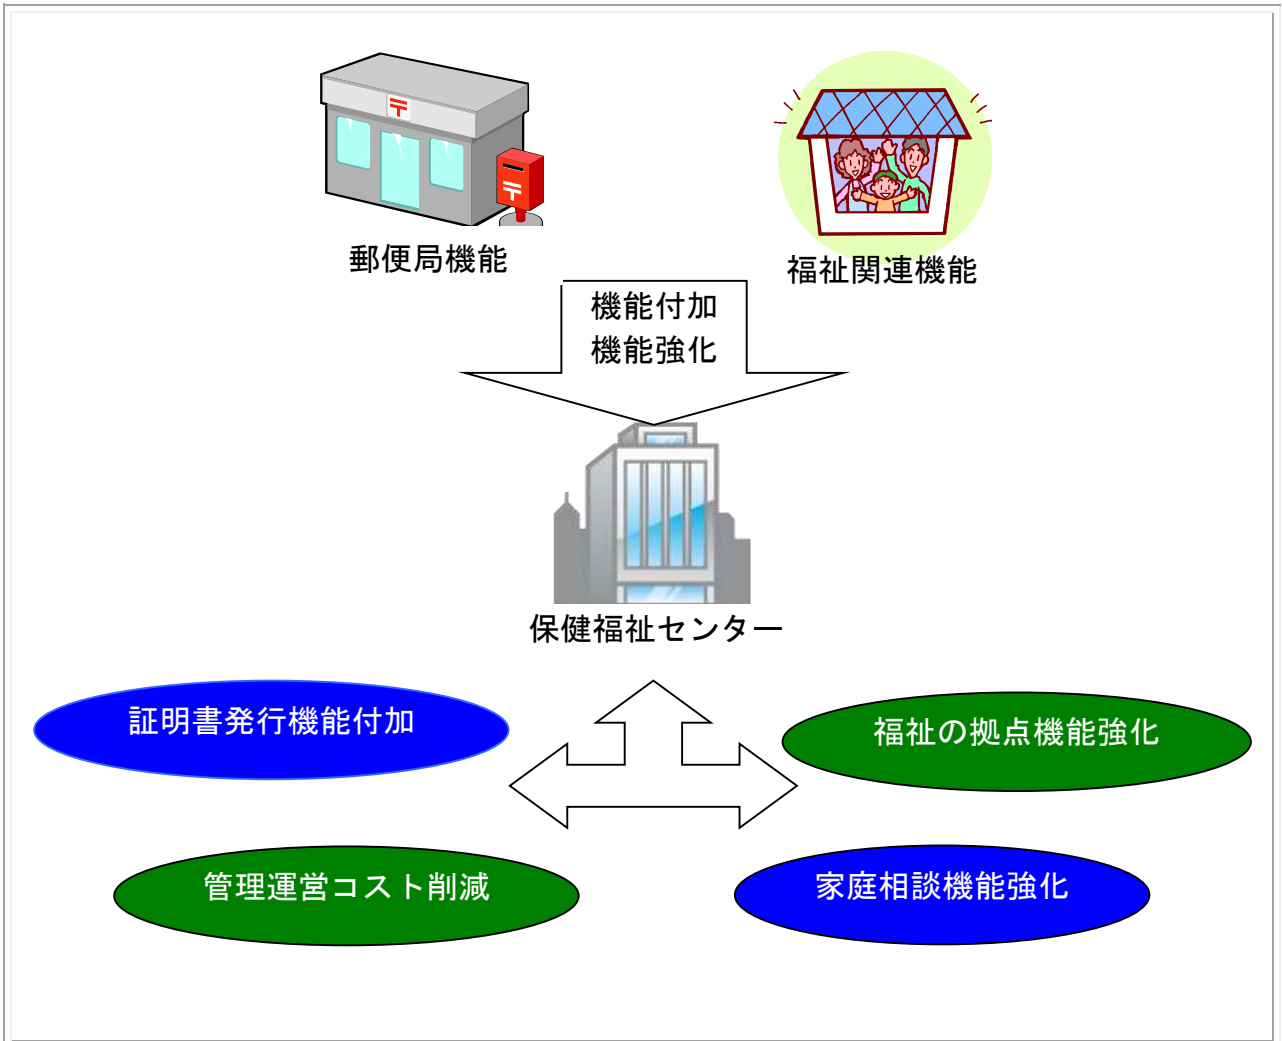 郵便局機能
福祉関連機能
機能付加
機能強化
保健福祉センター
証明書発行機能付加
福祉の拠点機能強化
管理運営コスト削減
家庭相談機能強化